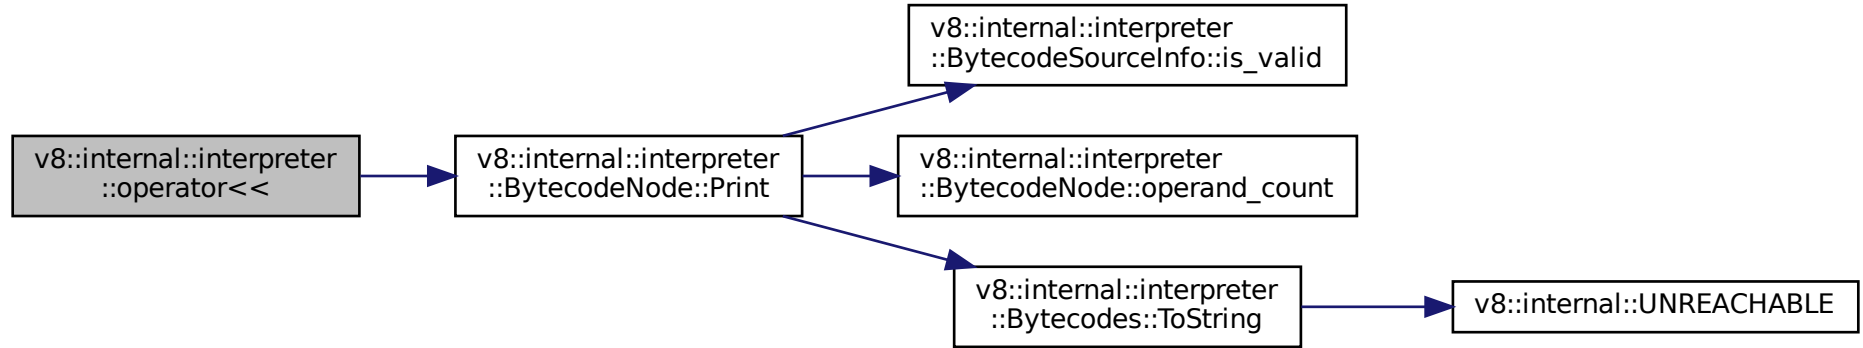 v8::internal::interpreter
::operator<<
v8::internal::interpreter
::BytecodeNode::Print
v8::internal::interpreter
::BytecodeSourceInfo::is_valid
v8::internal::interpreter
::BytecodeNode::operand_count
v8::internal::interpreter
::Bytecodes::ToString
v8::internal::UNREACHABLE